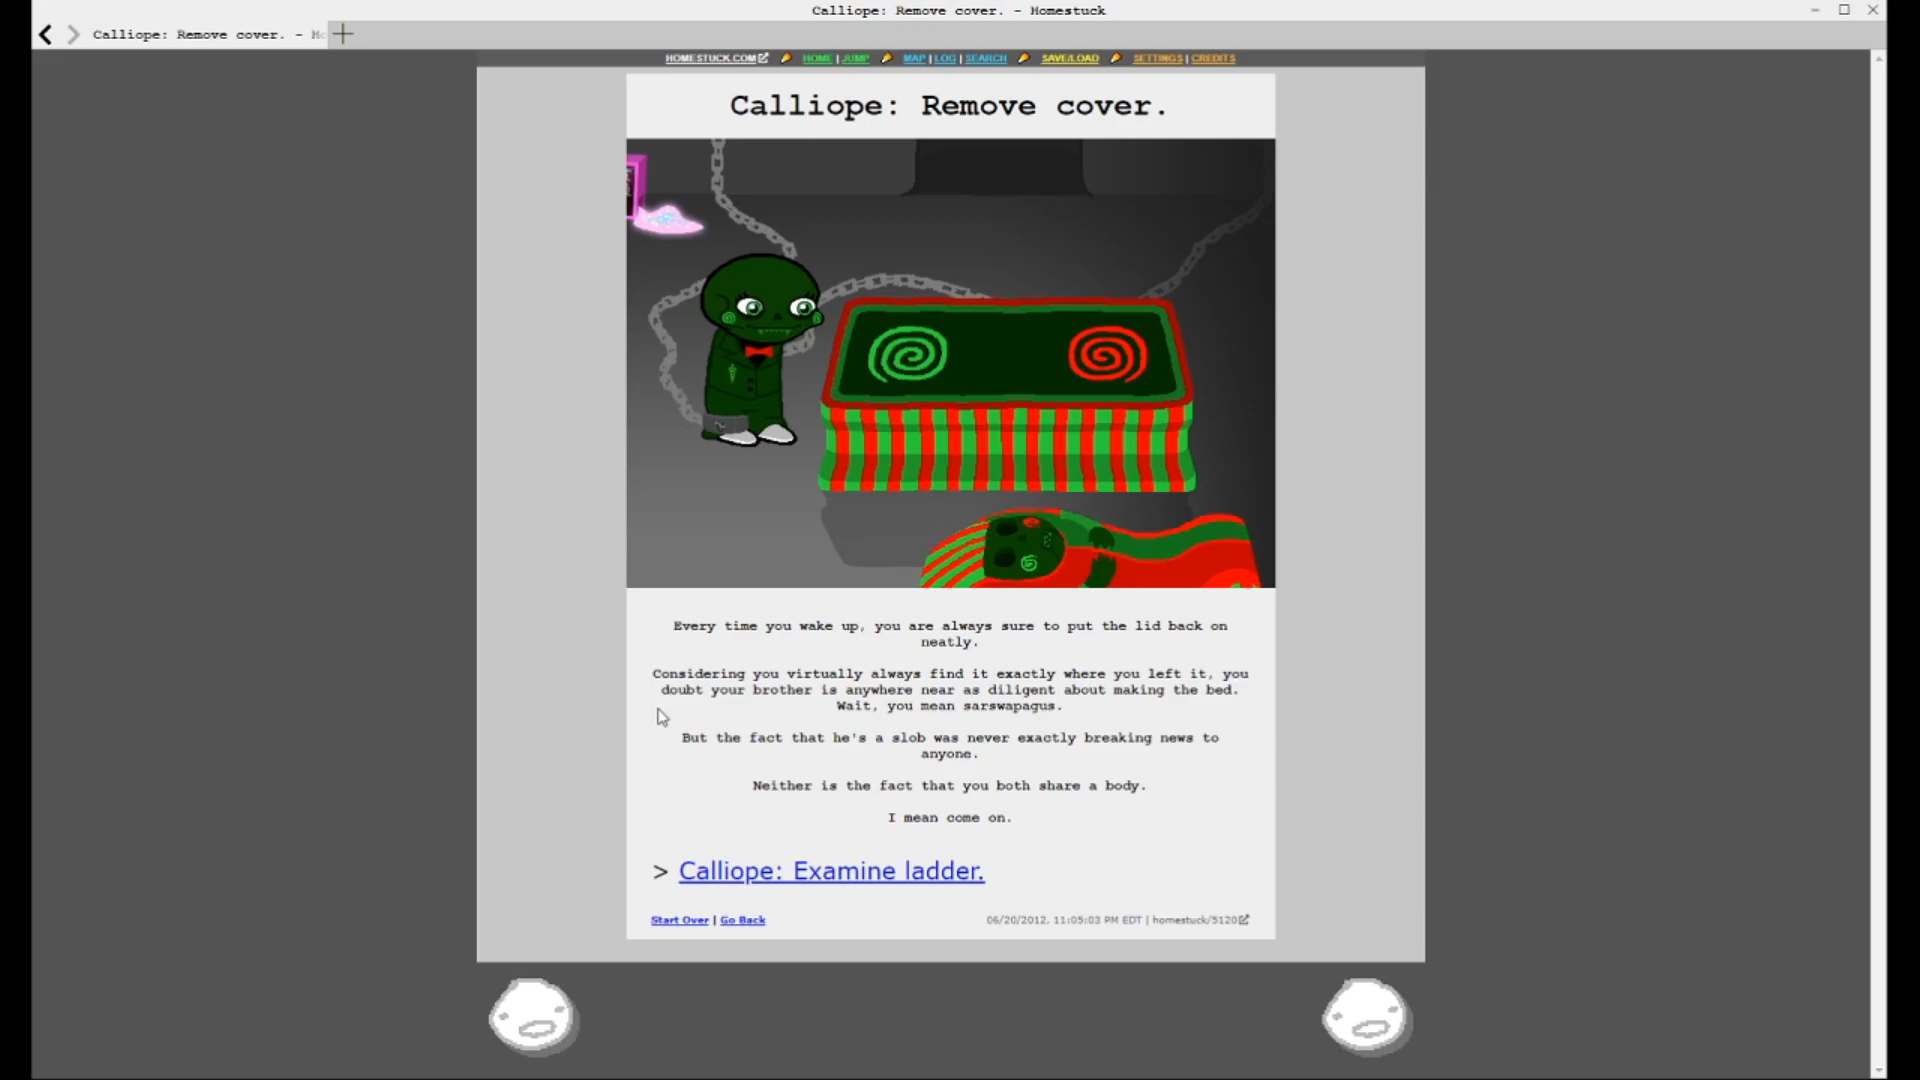 Calliope: Remove cover. - Homestuck
Calliope: Remove cover. - Ho
HOMESTUCK.COM HOME | JUMP MAP | LOG | SEARCH SAVE/LOAD SETTINGS | CREDITS
Calliope: Remove cover.
Every time you wake up, you are always sure to put the lid back on
neatly.
Considering you virtually always find it exactly where you left it, you
doubt your brother is anywhere near as diligent about making the bed.
Wait, you mean sarswapagus.
But the fact that he's a slob was never exactly breaking news to
anyone.
Neither is the fact that you both share a body.
I mean come on.
> Calliope: Examine ladder.
Start Over | Go Back 06/20/2012, 11:05:03 PM EDT | homestuck/5120